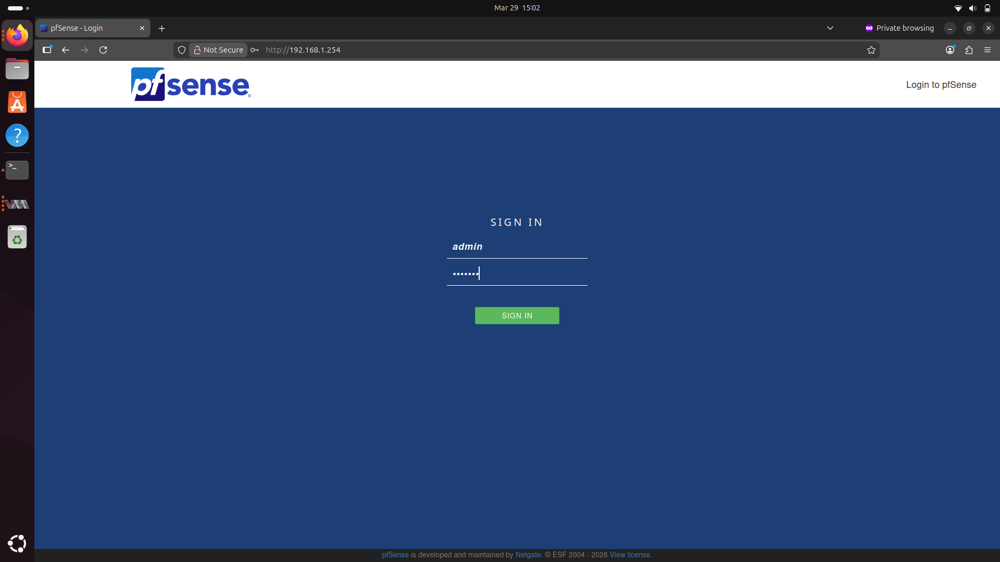 Mar 29 15:02
pfSense - Login
Private browsing
Not Secure
http://192.168.1.254
pfsense®
Login to pfSense
SIGN IN
admin
•••••••
SIGN IN
pfSense is developed and maintained by Netgate. © ESF 2004 - 2026 View license.